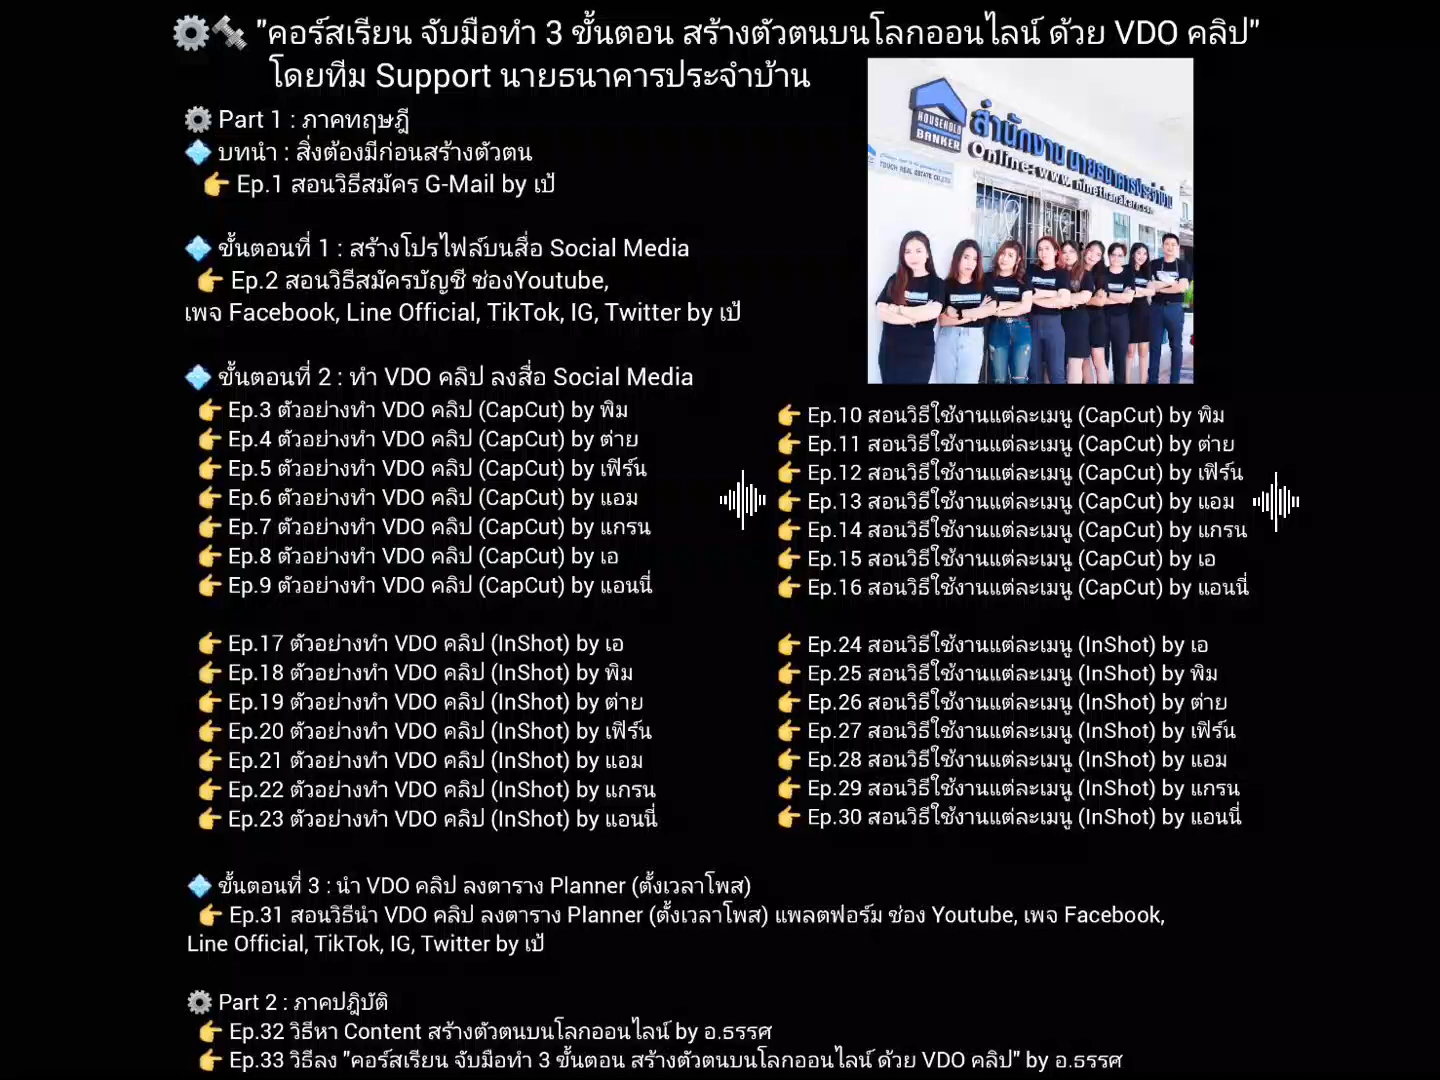 "คอร์สเรียน จับมือทำ 3 ขั้นตอน สร้างตัวตนบนโลกออนไลน์ ด้วย VDO คลิป"
โดยทีม Support นายธนาคารประจำบ้าน
HOUSEHOLD
BANKER
สำนักงาน นายธนาคารประจำบ้าน
Online: www.ninethanakarn.com
TOUCH REAL ESTATE CO.,LTD
Part 1 : ภาคทฤษฎี
บทนำ : สิ่งต้องมีก่อนสร้างตัวตน
Ep.1 สอนวิธีสมัคร G-Mail by เป้
ขั้นตอนที่ 1 : สร้างโปรไฟล์บนสื่อ Social Media
Ep.2 สอนวิธีสมัครบัญชี ช่องYoutube,
เพจ Facebook, Line Official, TikTok, IG, Twitter by เป้
ขั้นตอนที่ 2 : ทำ VDO คลิป ลงสื่อ Social Media
Ep.3 ตัวอย่างทำ VDO คลิป (CapCut) by พิม
Ep.4 ตัวอย่างทำ VDO คลิป (CapCut) by ต่าย
Ep.5 ตัวอย่างทำ VDO คลิป (CapCut) by เฟิร์น
Ep.6 ตัวอย่างทำ VDO คลิป (CapCut) by แอม
Ep.7 ตัวอย่างทำ VDO คลิป (CapCut) by แกรน
Ep.8 ตัวอย่างทำ VDO คลิป (CapCut) by เอ
Ep.9 ตัวอย่างทำ VDO คลิป (CapCut) by แอนนี่
Ep.10 สอนวิธีใช้งานแต่ละเมนู (CapCut) by พิม
Ep.11 สอนวิธีใช้งานแต่ละเมนู (CapCut) by ต่าย
Ep.12 สอนวิธีใช้งานแต่ละเมนู (CapCut) by เฟิร์น
Ep.13 สอนวิธีใช้งานแต่ละเมนู (CapCut) by แอม
Ep.14 สอนวิธีใช้งานแต่ละเมนู (CapCut) by แกรน
Ep.15 สอนวิธีใช้งานแต่ละเมนู (CapCut) by เอ
Ep.16 สอนวิธีใช้งานแต่ละเมนู (CapCut) by แอนนี่
Ep.17 ตัวอย่างทำ VDO คลิป (InShot) by เอ
Ep.18 ตัวอย่างทำ VDO คลิป (InShot) by พิม
Ep.19 ตัวอย่างทำ VDO คลิป (InShot) by ต่าย
Ep.20 ตัวอย่างทำ VDO คลิป (InShot) by เฟิร์น
Ep.21 ตัวอย่างทำ VDO คลิป (InShot) by แอม
Ep.22 ตัวอย่างทำ VDO คลิป (InShot) by แกรน
Ep.23 ตัวอย่างทำ VDO คลิป (InShot) by แอนนี่
Ep.24 สอนวิธีใช้งานแต่ละเมนู (InShot) by เอ
Ep.25 สอนวิธีใช้งานแต่ละเมนู (InShot) by พิม
Ep.26 สอนวิธีใช้งานแต่ละเมนู (InShot) by ต่าย
Ep.27 สอนวิธีใช้งานแต่ละเมนู (InShot) by เฟิร์น
Ep.28 สอนวิธีใช้งานแต่ละเมนู (InShot) by แอม
Ep.29 สอนวิธีใช้งานแต่ละเมนู (InShot) by แกรน
Ep.30 สอนวิธีใช้งานแต่ละเมนู (InShot) by แอนนี่
ขั้นตอนที่ 3 : นำ VDO คลิป ลงตาราง Planner (ตั้งเวลาโพส)
Ep.31 สอนวิธีนำ VDO คลิป ลงตาราง Planner (ตั้งเวลาโพส) แพลตฟอร์ม ช่อง Youtube, เพจ Facebook,
Line Official, TikTok, IG, Twitter by เป้
Part 2 : ภาคปฎิบัติ
Ep.32 วิธีหา Content สร้างตัวตนบนโลกออนไลน์ by อ.ธรรศ
Ep.33 วิธีลง "คอร์สเรียน จับมือทำ 3 ขั้นตอน สร้างตัวตนบนโลกออนไลน์ ด้วย VDO คลิป" by อ.ธรรศ